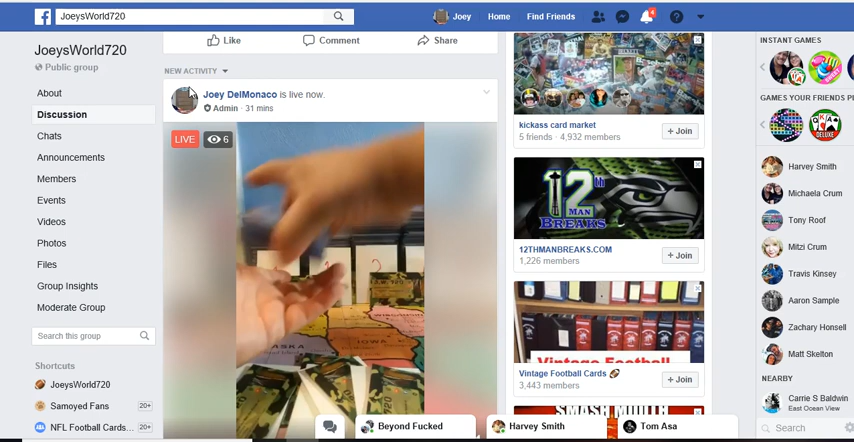 JoeysWorld720
Joey
Home
Find Friends
4
JoeysWorld720
Public group
About
Discussion
Chats
Announcements
Members
Events
Videos
Photos
Files
Group Insights
Moderate Group
Search this group
Shortcuts
JoeysWorld720
Samoyed Fans 20+
NFL Football Cards... 20+
Like Comment Share
NEW ACTIVITY
Joey DelMonaco is live now.
Admin · 31 mins
LIVE 6
IOWA
kickass card market
5 friends · 4,932 members
+ Join
12th
MAN
BREAKS
12THMANBREAKS.COM
1,226 members
+ Join
Vintage Football
Vintage Football Cards
3,443 members
+ Join
SMASH MOUTH
INSTANT GAMES
GAMES YOUR FRIENDS P
DELUXE
Harvey Smith
Michaela Crum
Tony Roof
Mitzi Crum
Travis Kinsey
Aaron Sample
Zachary Honsell
Matt Skelton
NEARBY
Carrie S Baldwin
East Ocean View
Search
Beyond Fucked
Harvey Smith
Tom Asa